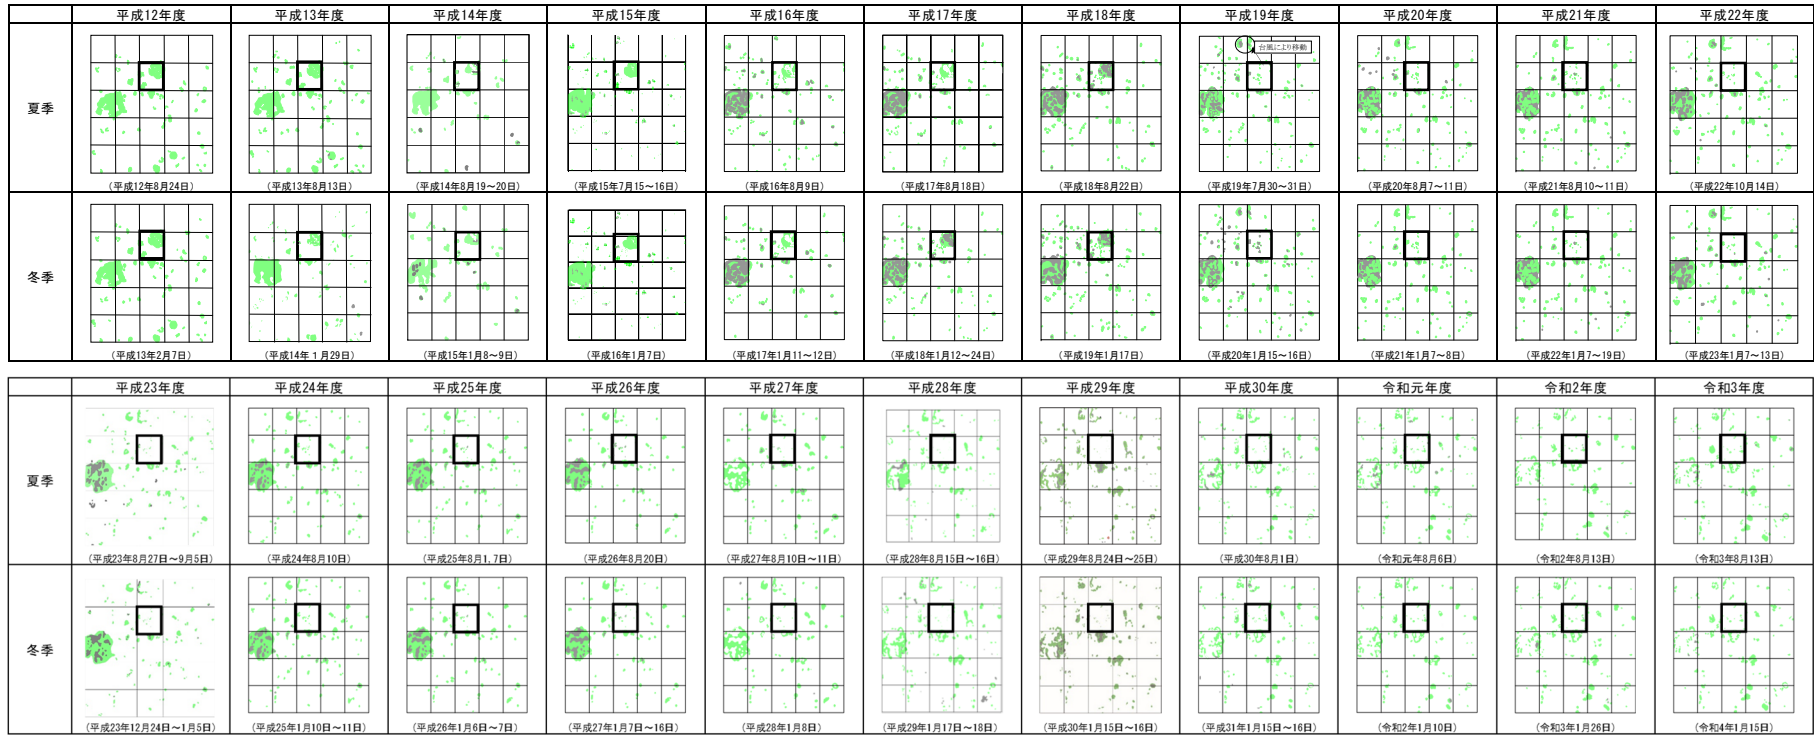 平成12年度 平成13年度 平成14年度 平成15年度 平成16年度 平成17年度 平成18年度 平成19年度 平成20年度 平成21年度 平成22年度
夏季
台風により移動
(平成12年8月24日) (平成13年8月13日) (平成14年8月19～20日) (平成15年7月15～16日) (平成16年8月9日) (平成17年8月18日) (平成18年8月22日) (平成19年7月30～31日) (平成20年8月7～11日) (平成21年8月10～11日) (平成22年10月14日)
冬季
(平成13年2月7日) (平成14年1月29日) (平成15年1月8～9日) (平成16年1月7日) (平成17年1月11～12日) (平成18年1月12～24日) (平成19年1月17日) (平成20年1月15～16日) (平成21年1月7～8日) (平成22年1月7～19日) (平成23年1月7～13日)
平成23年度 平成24年度 平成25年度 平成26年度 平成27年度 平成28年度 平成29年度 平成30年度 令和元年度 令和2年度 令和3年度
夏季
(平成23年8月27日～9月5日) (平成24年8月10日) (平成25年8月1,7日) (平成26年8月20日) (平成27年8月10日～11日) (平成28年8月15日～16日) (平成29年8月24日～25日) (平成30年8月1日) (令和元年8月6日) (令和2年8月13日) (令和3年8月13日)
冬季
(平成23年12月24日～1月5日) (平成25年1月10日～11日) (平成26年1月6日～7日) (平成27年1月7日～16日) (平成28年1月8日) (平成29年1月17日～18日) (平成30年1月15日～16日) (平成31年1月15日～16日) (令和2年1月10日) (令和3年1月26日) (令和4年1月15日)